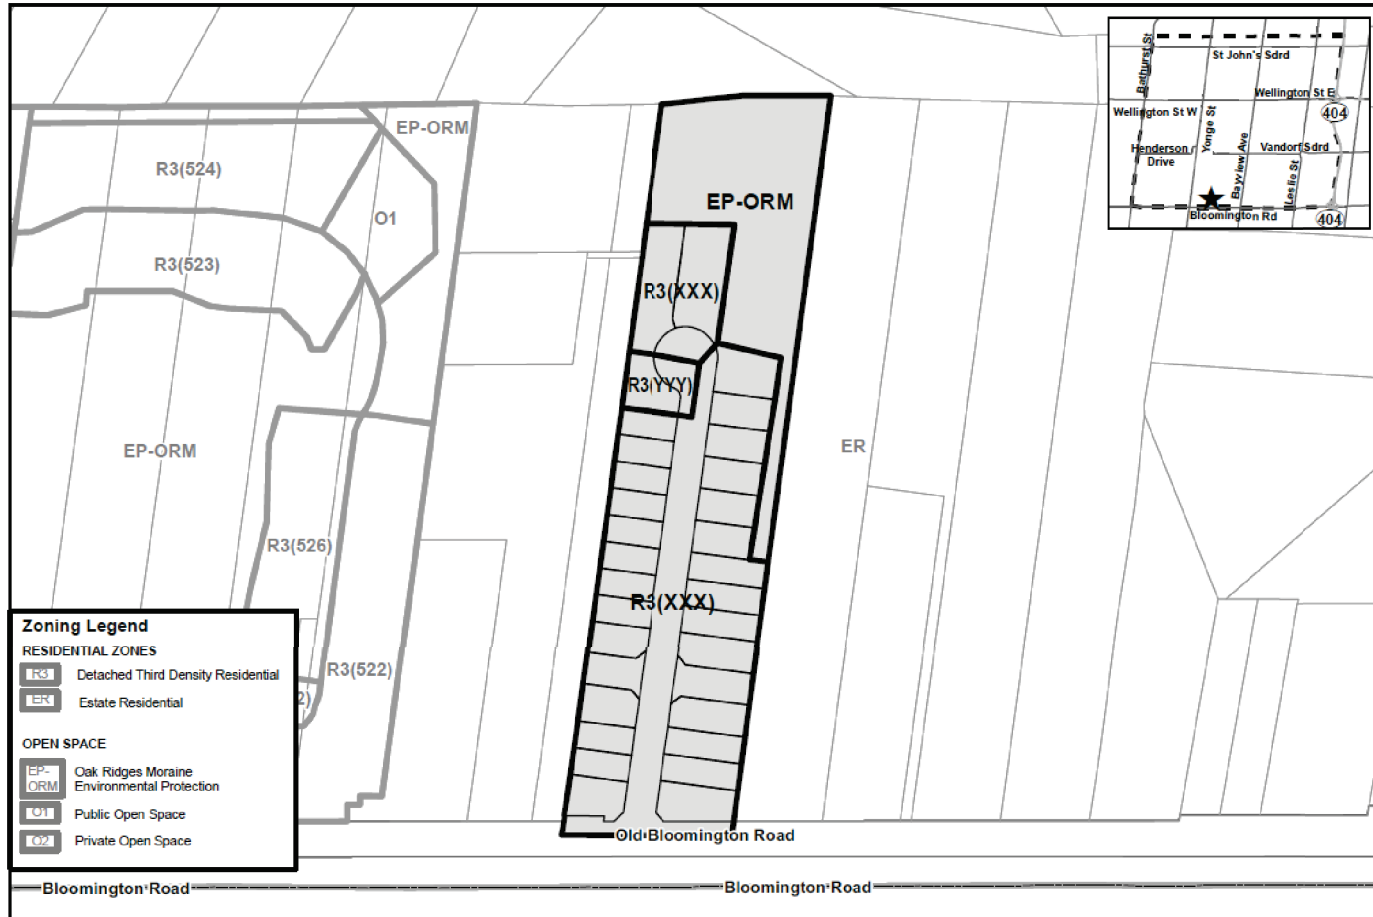 St John's Sdrd
Bathurst St
Wellington St E
404
Wellington St W
Yonge St
Bayview Ave
Henderson
Drive
Vandorf Sdrd
Leslie St
Bloomington Rd
404
EP-ORM
R3(524)
O1
EP-ORM
R3(523)
R3(XXX)
R3(YYY)
EP-ORM
ER
R3(526)
R3(XXX)
R3(522)
2)
Zoning Legend
RESIDENTIAL ZONES
R3 Detached Third Density Residential
ER Estate Residential
OPEN SPACE
EP-
ORM
Oak Ridges Moraine
Environmental Protection
O1 Public Open Space
O2 Private Open Space
Old Bloomington Road
Bloomington Road
Bloomington Road